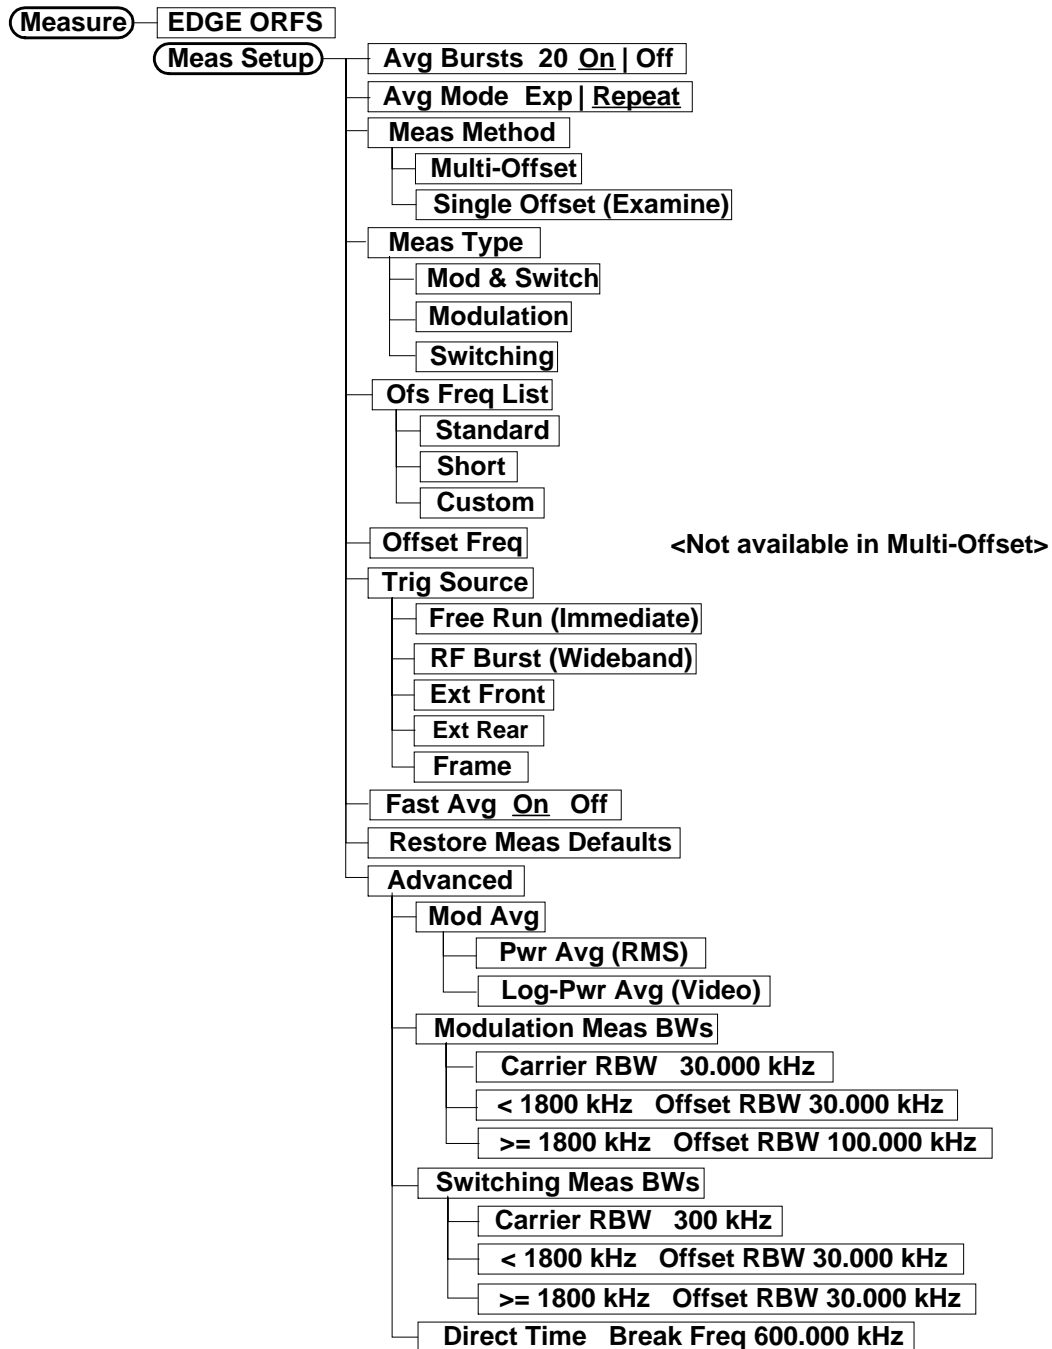 Measure EDGE ORFS
Meas Setup Avg Bursts 20 On | Off
Avg Mode Exp | Repeat
Meas Method
Multi-Offset
Single Offset (Examine)
Meas Type
Mod & Switch
Modulation
Switching
Ofs Freq List
Standard
Short
Custom
Offset Freq <Not available in Multi-Offset>
Trig Source
Free Run (Immediate)
RF Burst (Wideband)
Ext Front
Ext Rear
Frame
Fast Avg On Off
Restore Meas Defaults
Advanced
Mod Avg
Pwr Avg (RMS)
Log-Pwr Avg (Video)
Modulation Meas BWs
Carrier RBW 30.000 kHz
< 1800 kHz Offset RBW 30.000 kHz
>= 1800 kHz Offset RBW 100.000 kHz
Switching Meas BWs
Carrier RBW 300 kHz
< 1800 kHz Offset RBW 30.000 kHz
>= 1800 kHz Offset RBW 30.000 kHz
Direct Time Break Freq 600.000 kHz